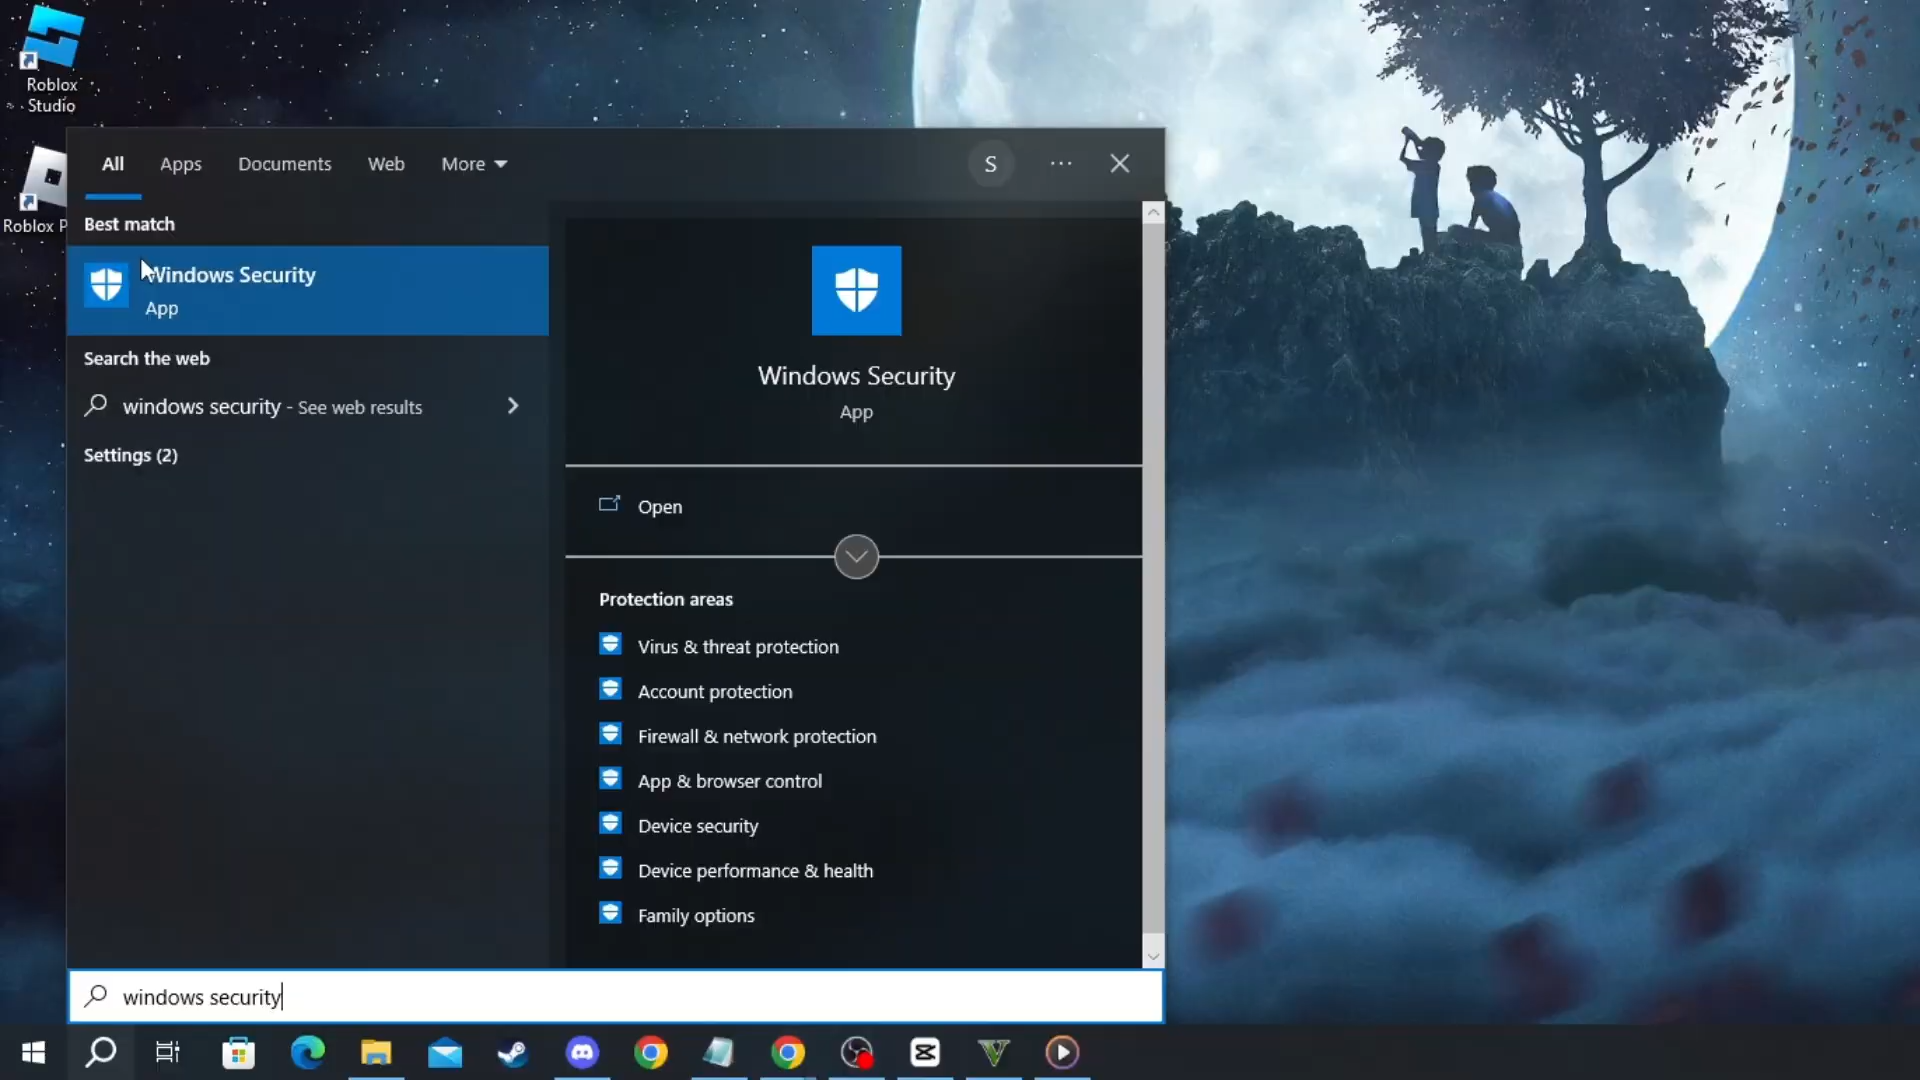 Roblox
Studio
Roblox P
All
Apps
Documents
Web
More
S
Best match
Windows Security
App
Search the web
windows security - See web results
Settings (2)
Windows Security
App
Open
Protection areas
Virus & threat protection
Account protection
Firewall & network protection
App & browser control
Device security
Device performance & health
Family options
windows security